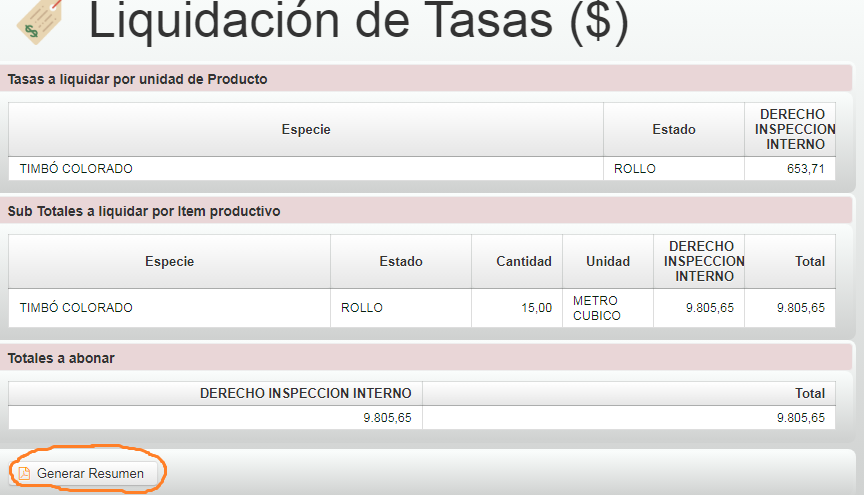 Liquidación de Tasas ($)
Tasas a liquidar por unidad de Producto
Especie Estado DERECHO INSPECCION INTERNO
TIMBÓ COLORADO ROLLO 653,71
Sub Totales a liquidar por Item productivo
Especie Estado Cantidad Unidad DERECHO INSPECCION INTERNO Total
TIMBÓ COLORADO ROLLO 15,00 METRO CUBICO 9.805,65 9.805,65
Totales a abonar
DERECHO INSPECCION INTERNO Total
9.805,65 9.805,65
Generar Resumen